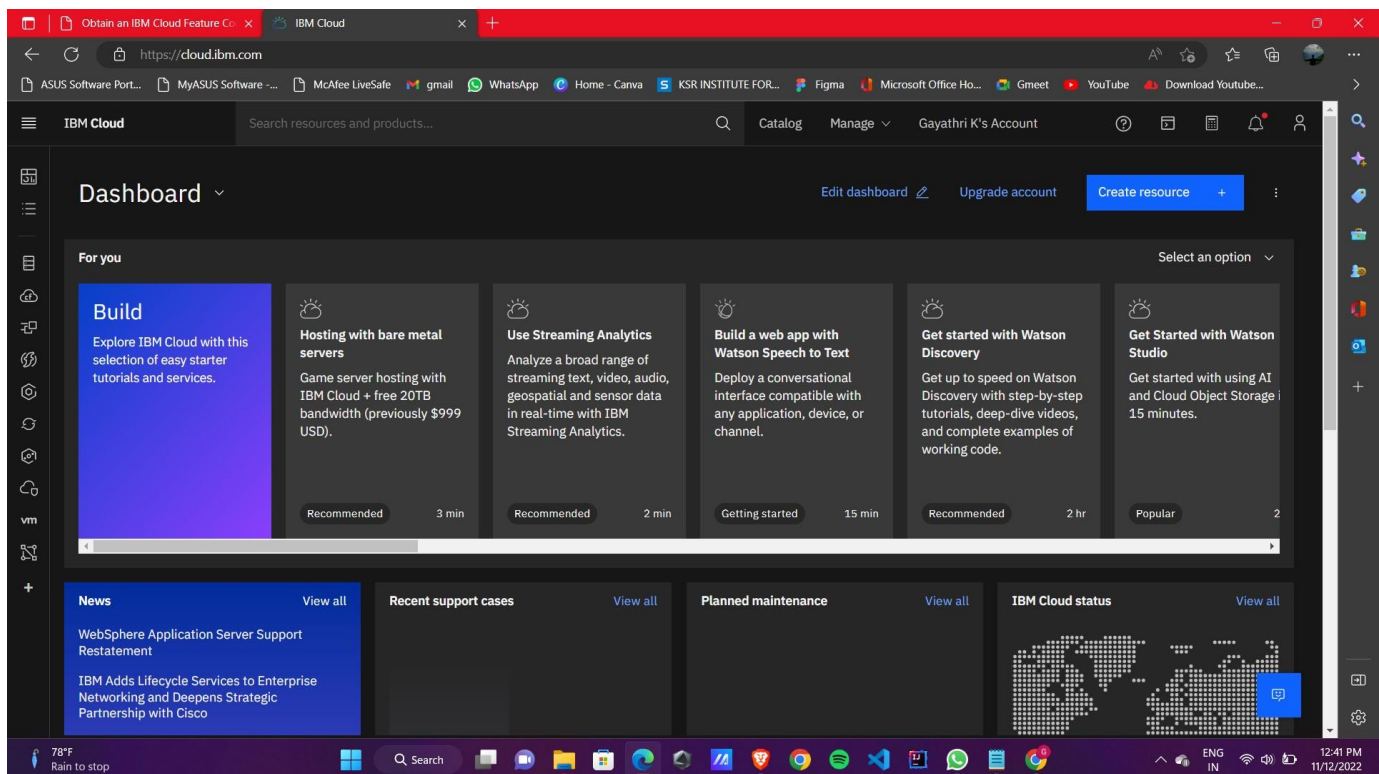 Obtain an IBM Cloud Feature Co
IBM Cloud
https://cloud.ibm.com
ASUS Software Port...
MyASUS Software -...
McAfee LiveSafe
gmail
WhatsApp
Home - Canva
KSR INSTITUTE FOR...
Figma
Microsoft Office Ho...
Gmeet
YouTube
Download Youtube...
IBM Cloud
Search resources and products...
Catalog
Manage
Gayathri K's Account
Dashboard
Edit dashboard
Upgrade account
Create resource +
For you
Select an option
Build
Explore IBM Cloud with this
selection of easy starter
tutorials and services.
Hosting with bare metal
servers
Game server hosting with
IBM Cloud + free 20TB
bandwidth (previously $999
USD).
Recommended
3 min
Use Streaming Analytics
Analyze a broad range of
streaming text, video, audio,
geospatial and sensor data
in real-time with IBM
Streaming Analytics.
Recommended
2 min
Build a web app with
Watson Speech to Text
Deploy a conversational
interface compatible with
any application, device, or
channel.
Getting started
15 min
Get started with Watson
Discovery
Get up to speed on Watson
Discovery with step-by-step
tutorials, deep-dive videos,
and complete examples of
working code.
Recommended
2 hr
Get Started with Watson
Studio
Get started with using AI
and Cloud Object Storage i
15 minutes.
Popular
2
vm
News
View all
WebSphere Application Server Support
Restatement
IBM Adds Lifecycle Services to Enterprise
Networking and Deepens Strategic
Partnership with Cisco
Recent support cases
View all
Planned maintenance
View all
IBM Cloud status
View all
78°F
Rain to stop
Search
ENG
IN
12:41 PM
11/12/2022